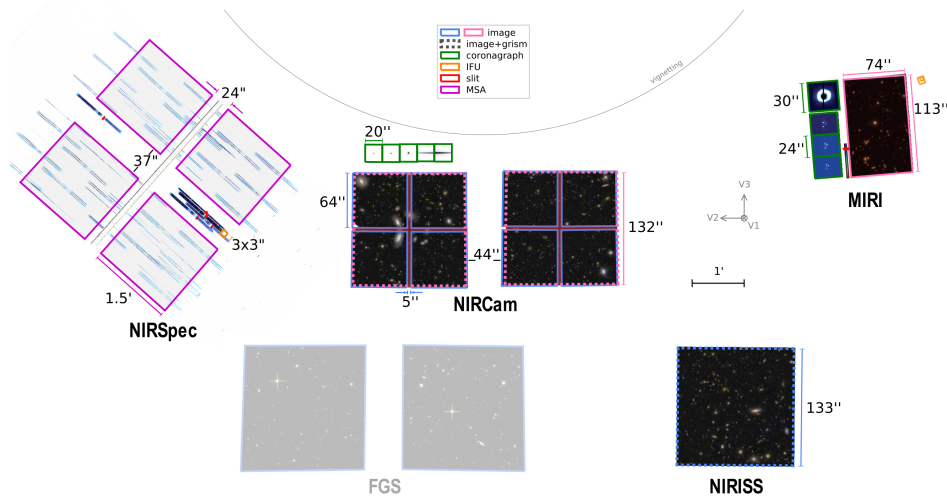 image
image+grism
coronagraph
IFU
slit
MSA
vignetting
24"
37"
3x3"
1.5'
NIRSpec
20''
64''
5''
44''
132''
NIRCam
74''
30''
24''
113''
MIRI
V3
V2
V1
1'
FGS
133''
NIRISS